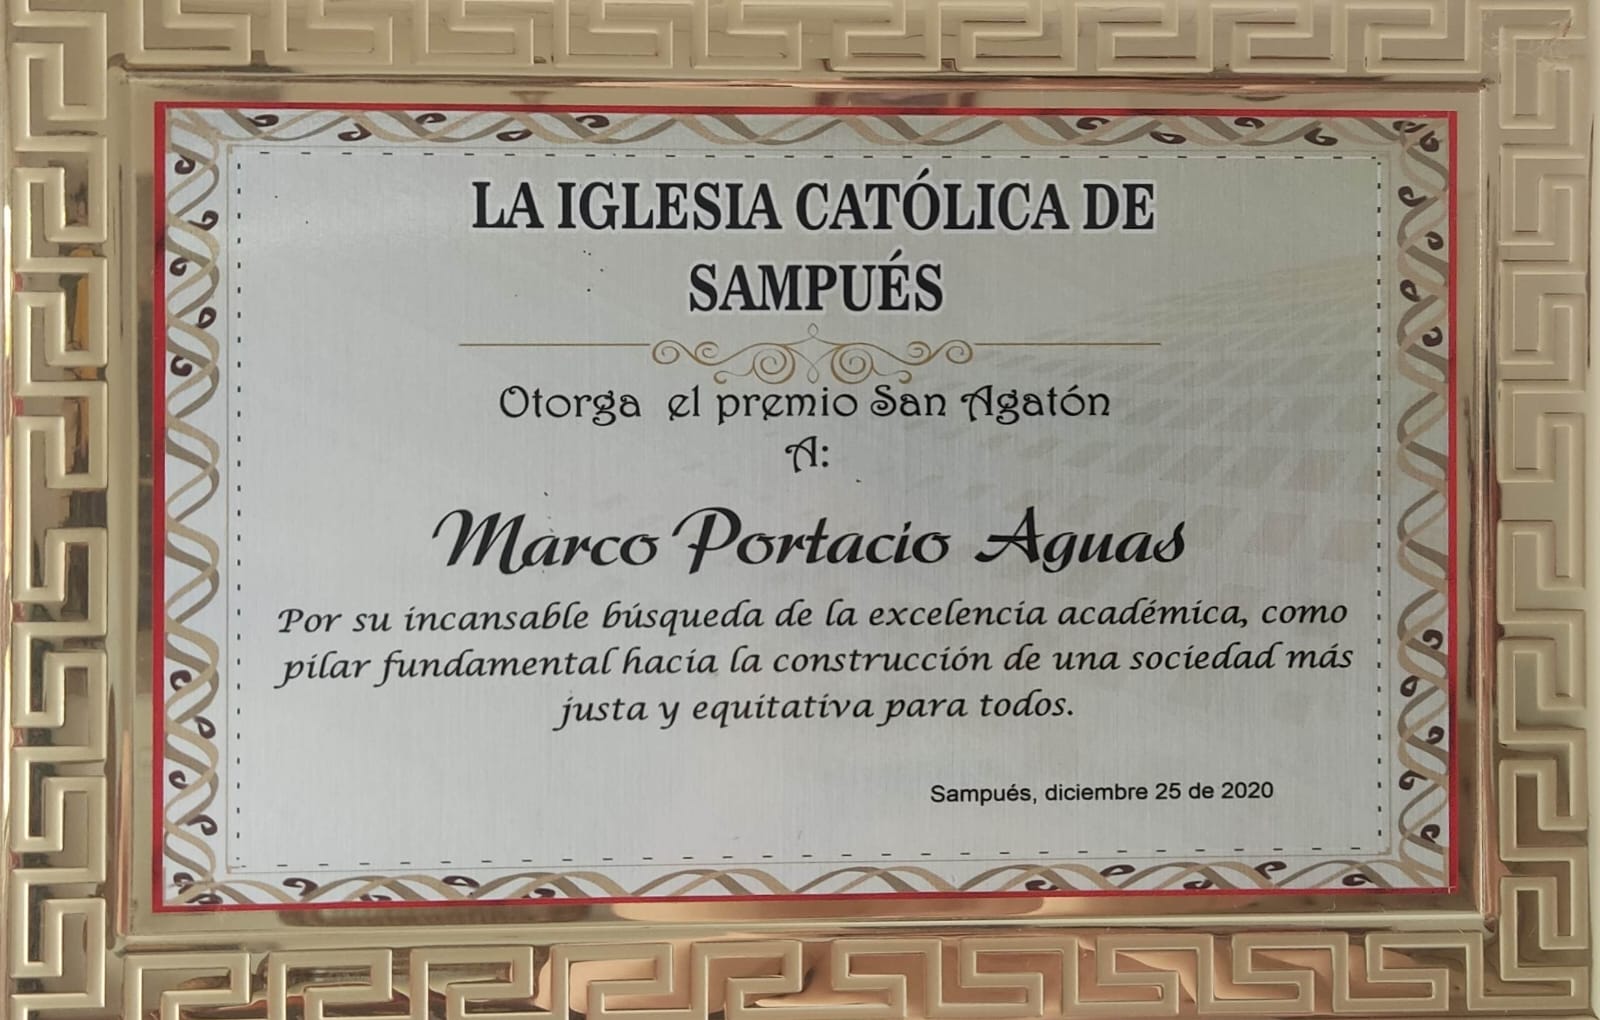 LA IGLESIA CATÓLICA DE
SAMPUÉS
Otorga el premio San Agatón
A:
Marco Portacio Aguas
Por su incansable búsqueda de la excelencia académica, como
pilar fundamental hacia la construcción de una sociedad más
justa y equitativa para todos.
Sampués, diciembre 25 de 2020